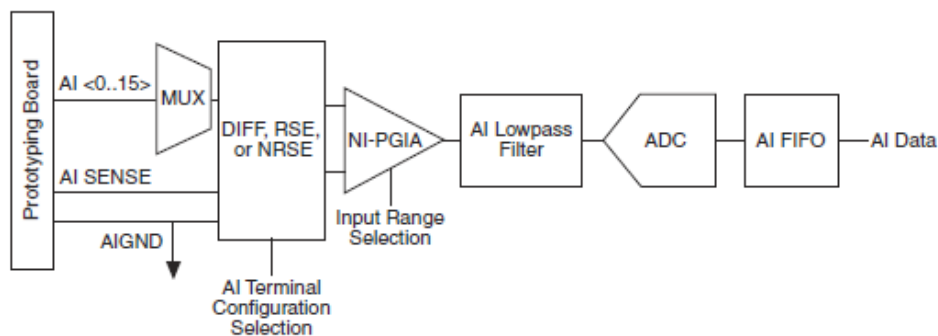 Prototyping Board
AI <0..15>
MUX
AI SENSE
AIGND
DIFF, RSE,
or NRSE
AI Terminal
Configuration
Selection
NI-PGIA
Input Range
Selection
AI Lowpass
Filter
ADC
AI FIFO
AI Data